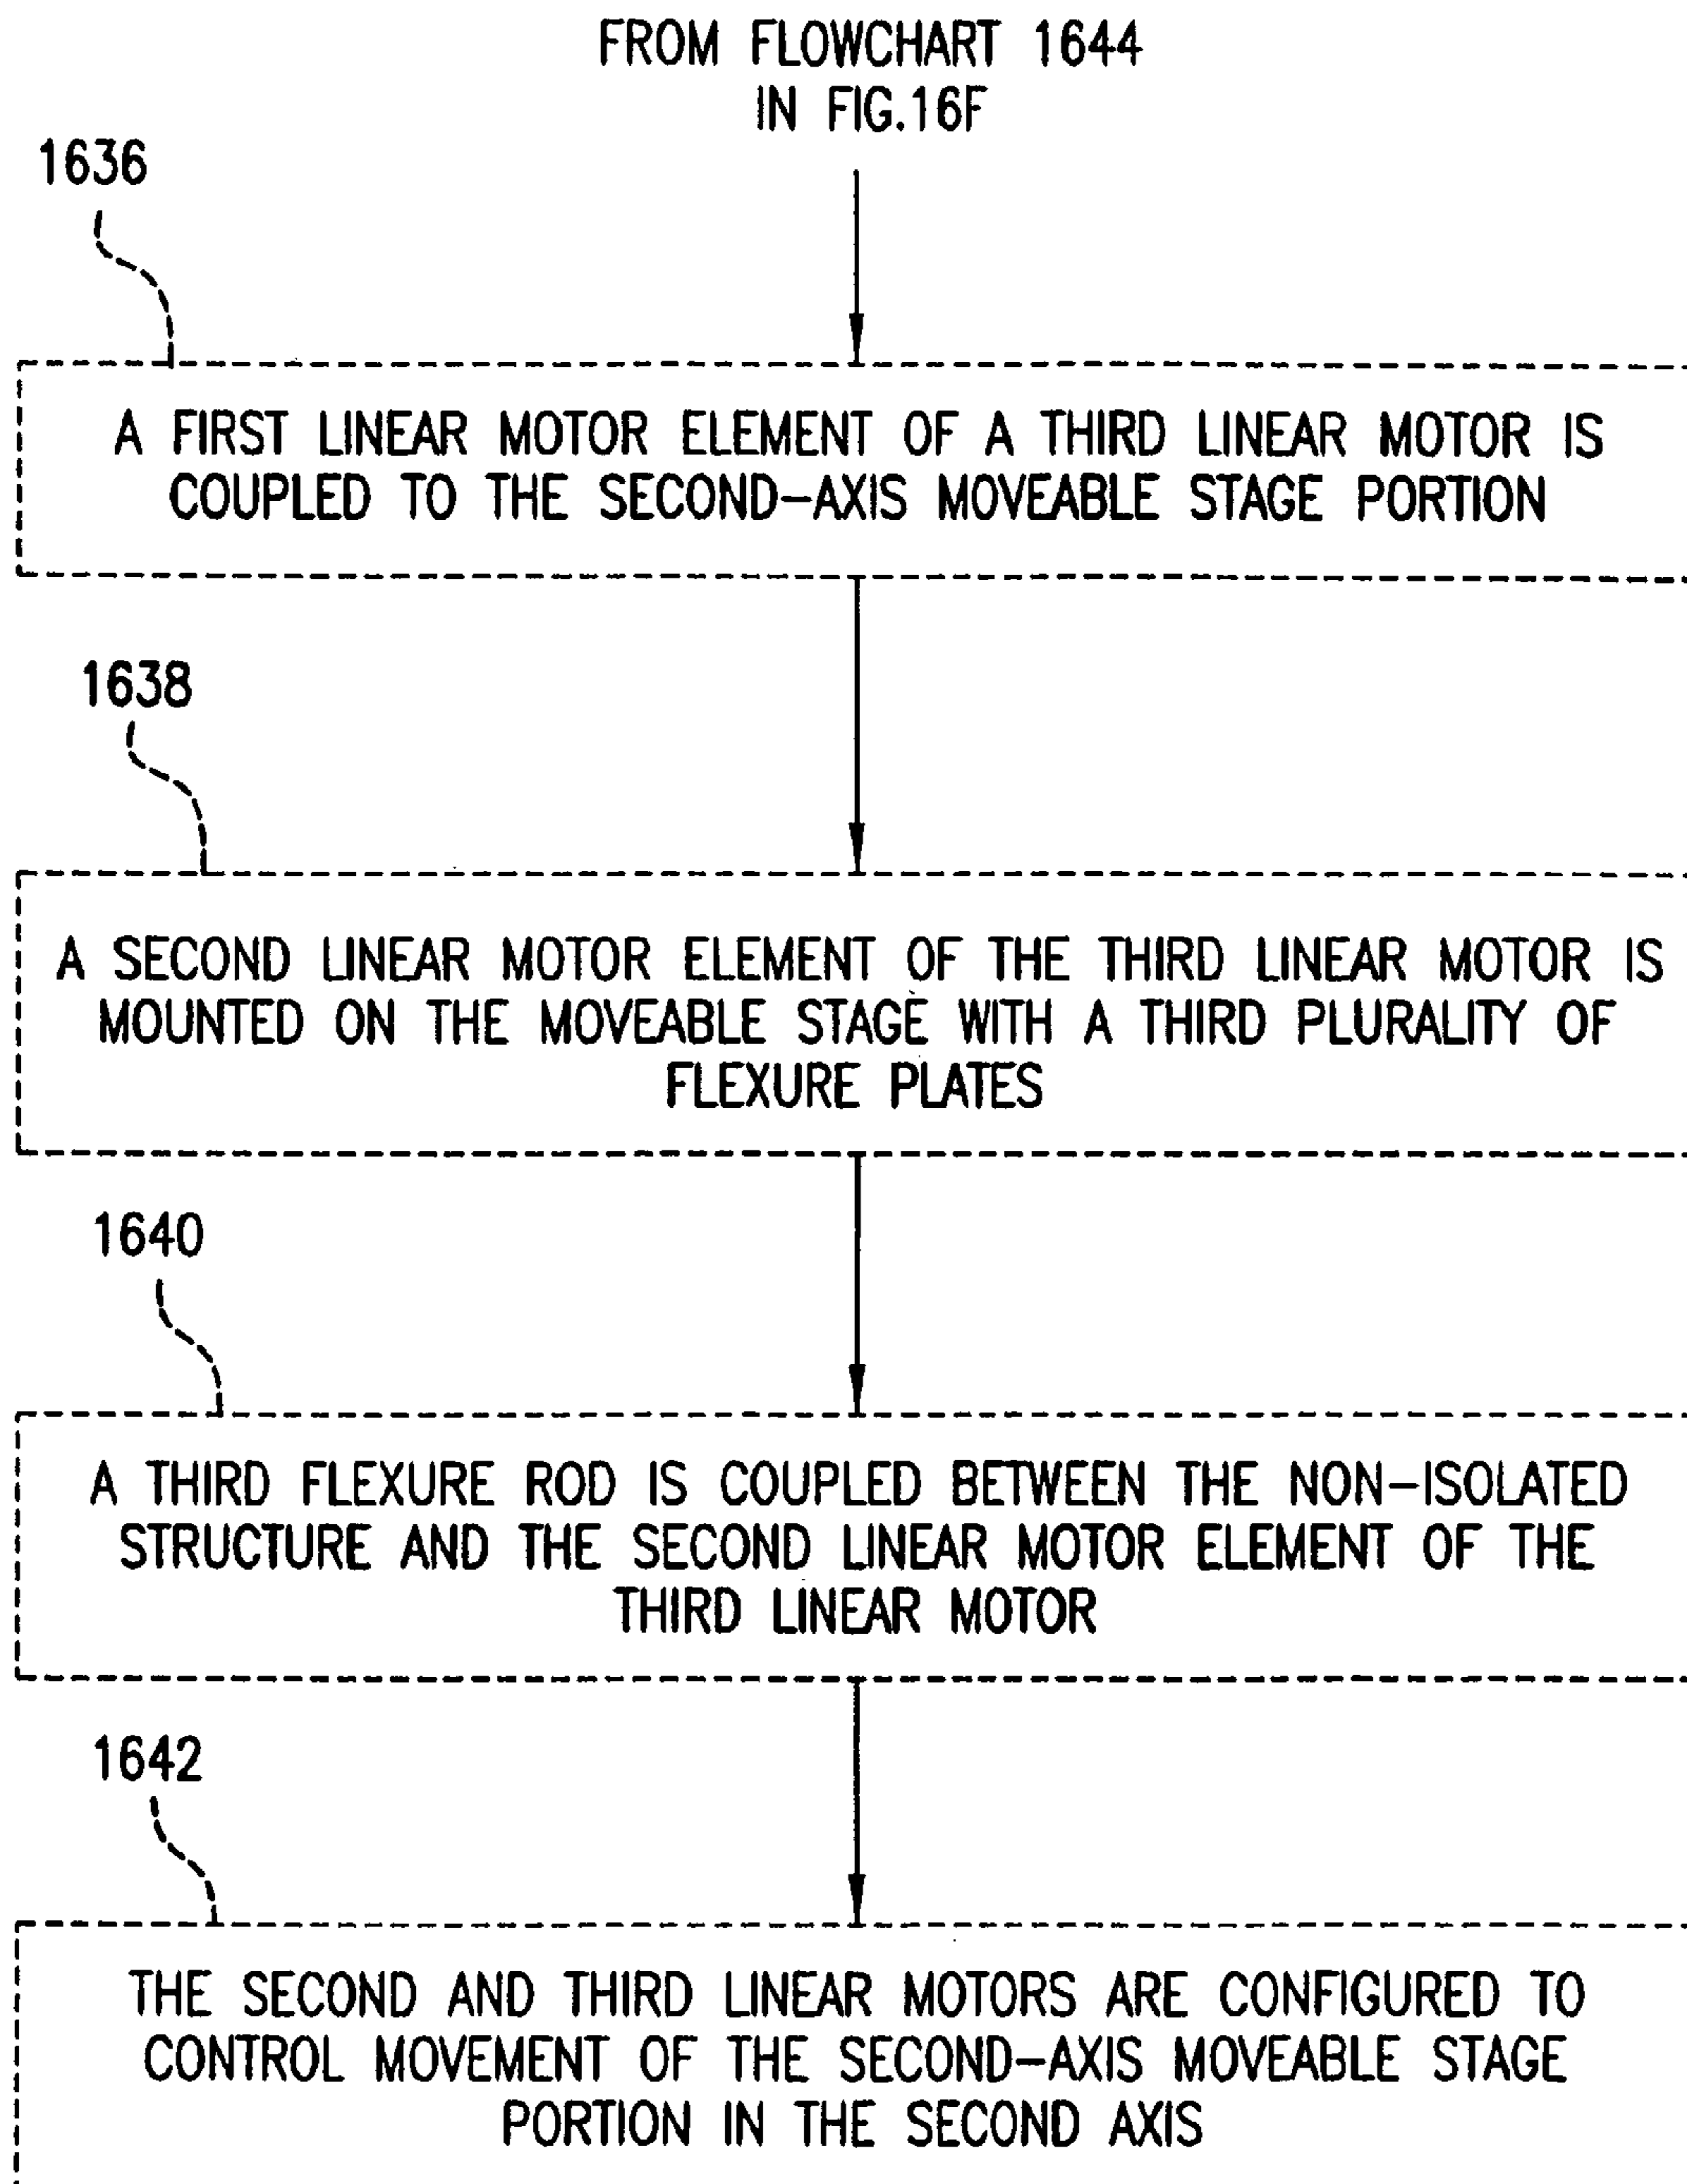 FROM FLOWCHART 1644
IN FIG.16F
1636
A FIRST LINEAR MOTOR ELEMENT OF A THIRD LINEAR MOTOR IS
COUPLED TO THE SECOND-AXIS MOVEABLE STAGE PORTION
1638
A SECOND LINEAR MOTOR ELEMENT OF THE THIRD LINEAR MOTOR IS
MOUNTED ON THE MOVEABLE STAGE WITH A THIRD PLURALITY OF
FLEXURE PLATES
1640
A THIRD FLEXURE ROD IS COUPLED BETWEEN THE NON-ISOLATED
STRUCTURE AND THE SECOND LINEAR MOTOR ELEMENT OF THE
THIRD LINEAR MOTOR
1642
THE SECOND AND THIRD LINEAR MOTORS ARE CONFIGURED TO
CONTROL MOVEMENT OF THE SECOND-AXIS MOVEABLE STAGE
PORTION IN THE SECOND AXIS